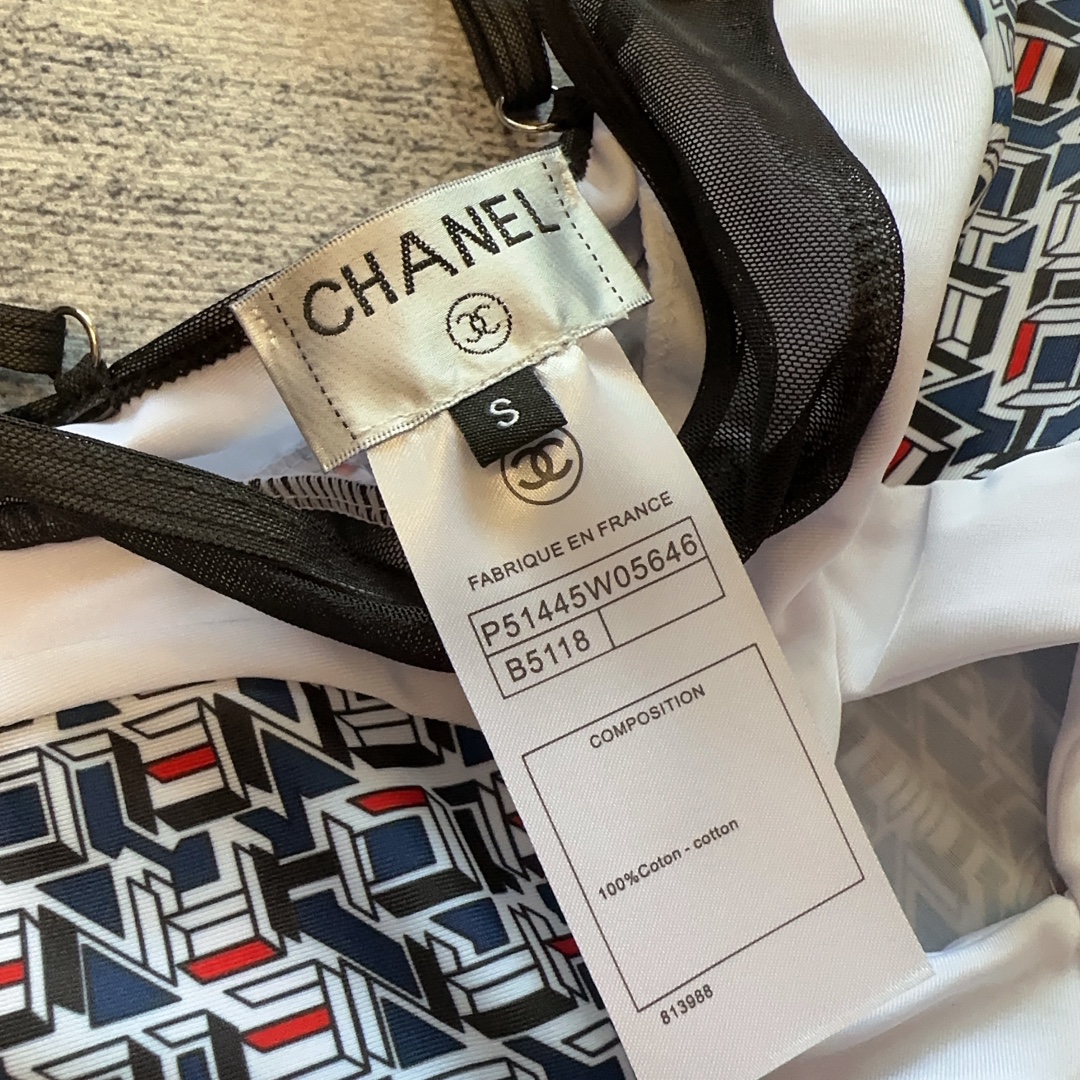 CHANEL
S
FABRIQUE EN FRANCE
P51445W05646
B5118
COMPOSITION
100%Coton - cotton
813988